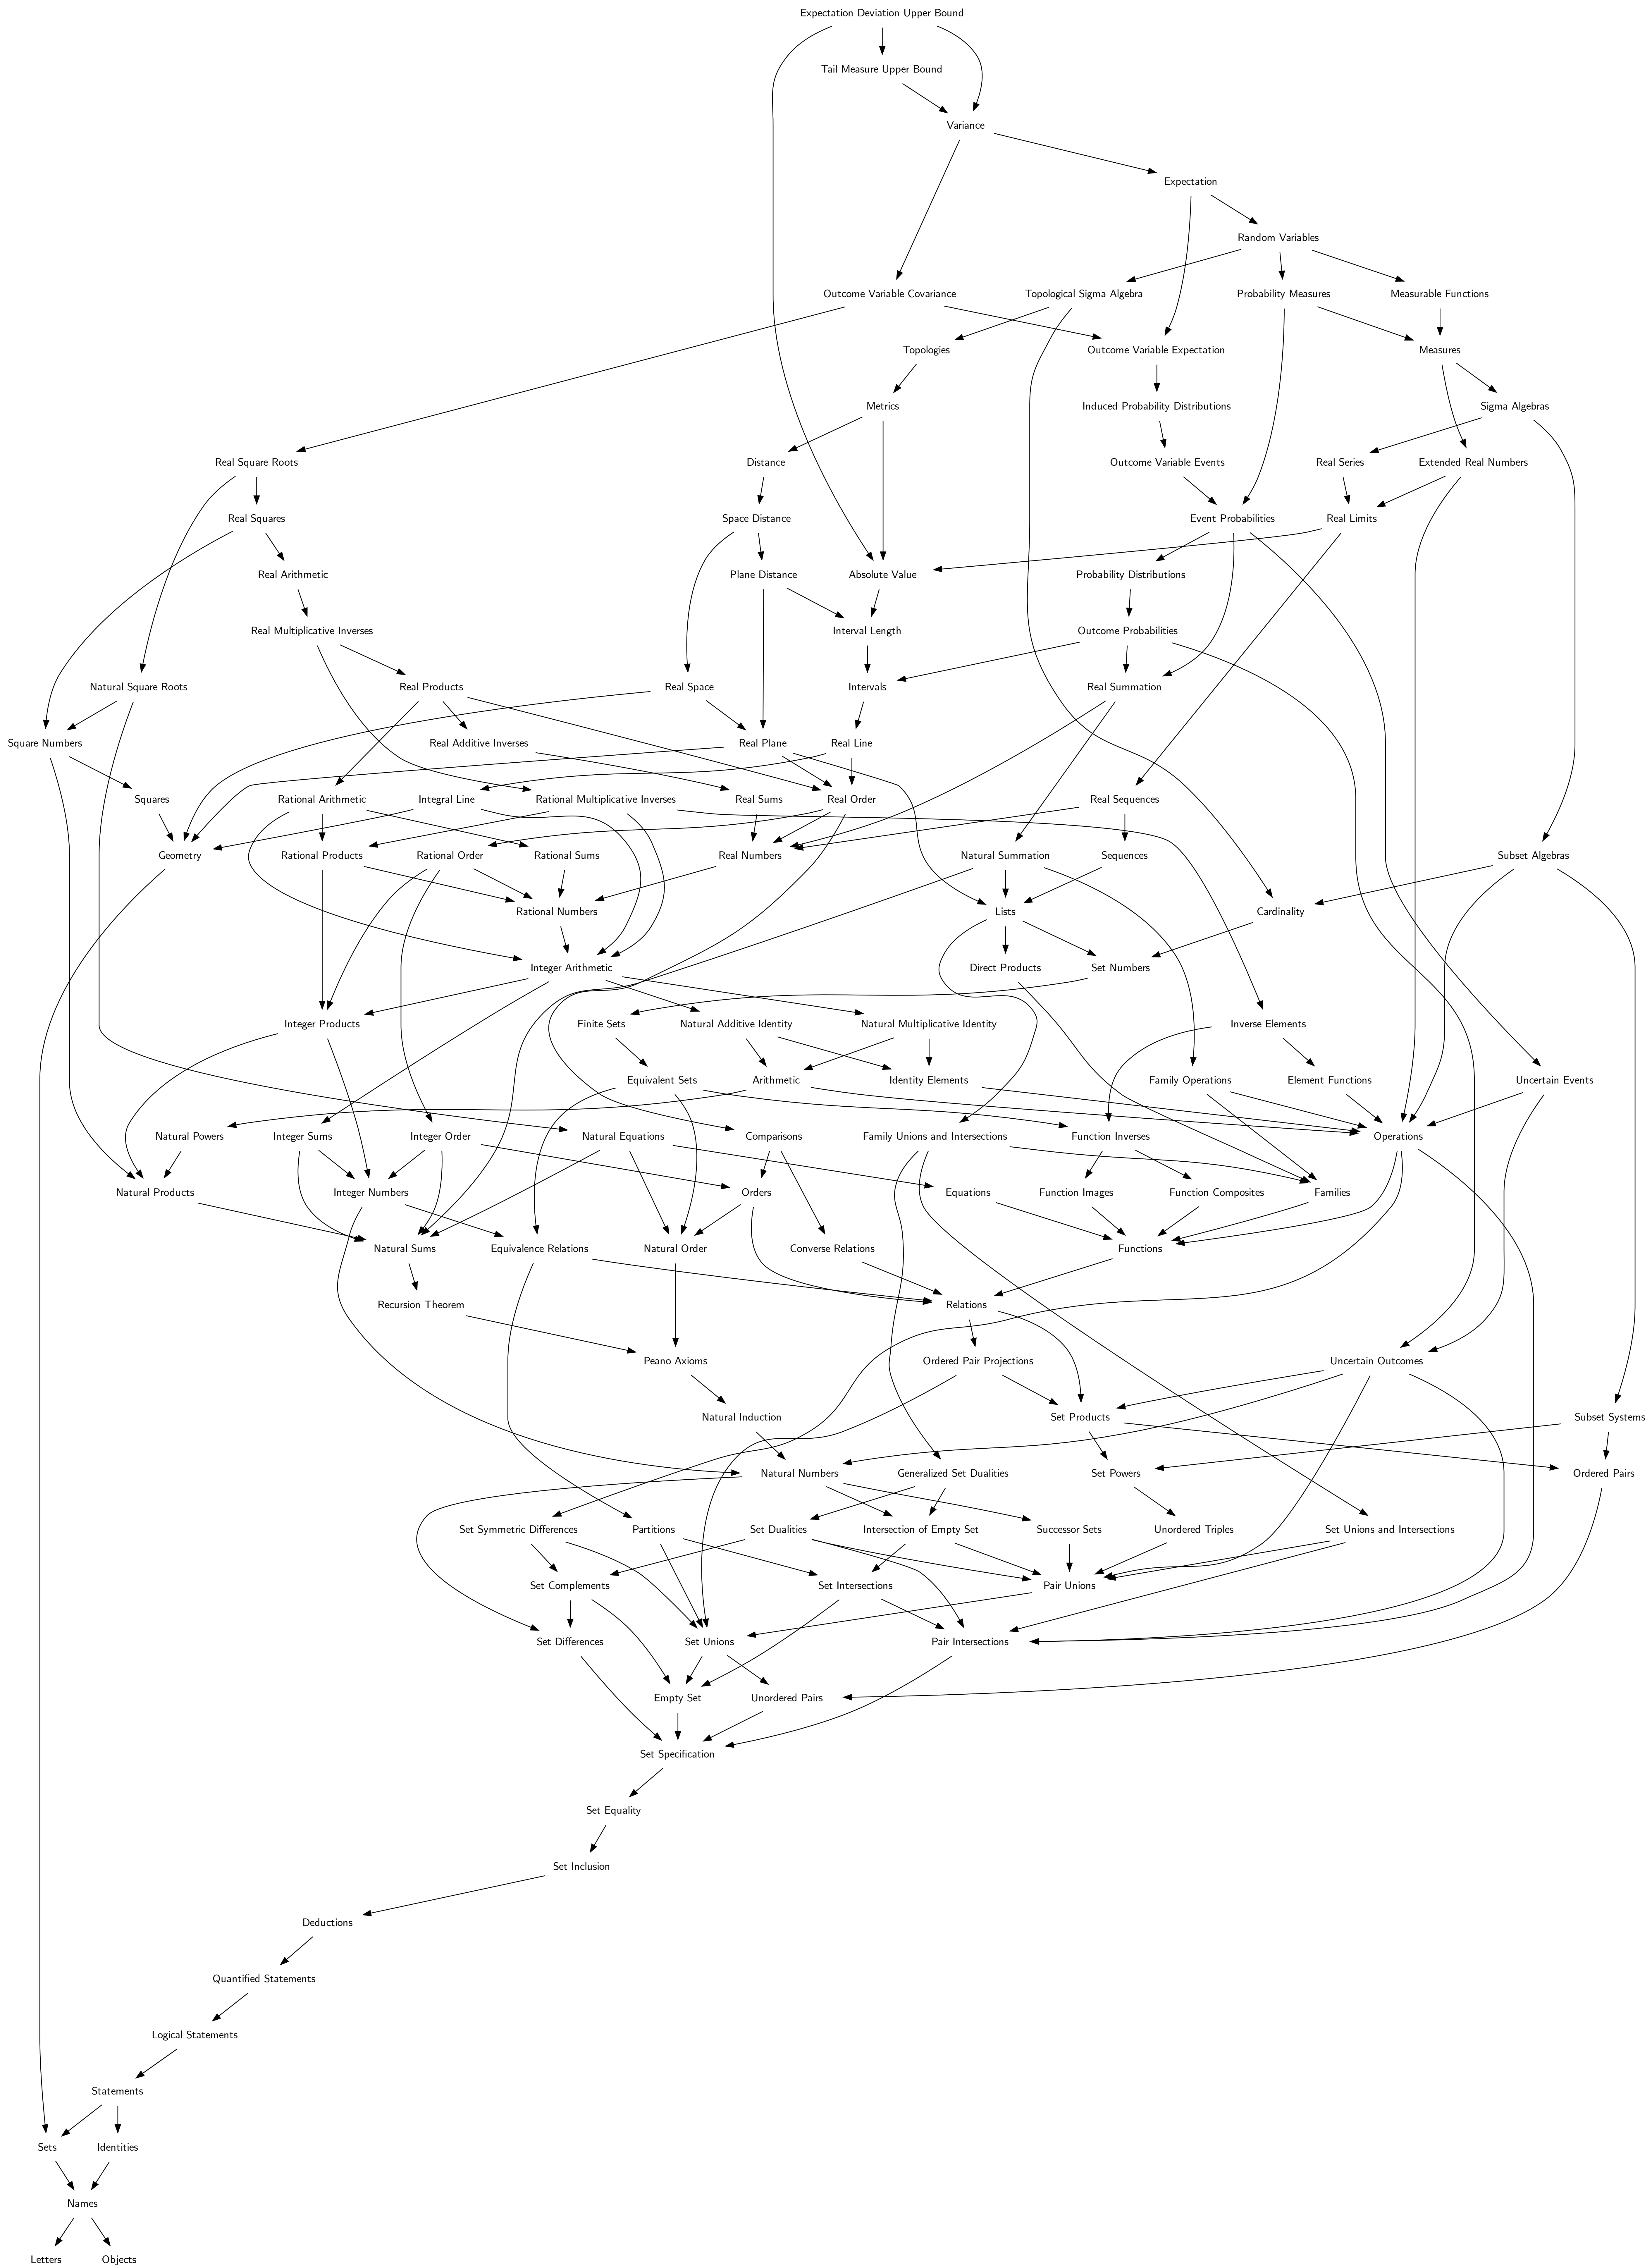 Expectation Deviation Upper Bound
Tail Measure Upper Bound
Variance
Expectation
Random Variables
Outcome Variable Covariance
Topological Sigma Algebra
Probability Measures
Measurable Functions
Topologies
Outcome Variable Expectation
Measures
Metrics
Induced Probability Distributions
Sigma Algebras
Real Square Roots
Distance
Outcome Variable Events
Real Series
Extended Real Numbers
Real Squares
Space Distance
Event Probabilities
Real Limits
Real Arithmetic
Plane Distance
Absolute Value
Probability Distributions
Real Multiplicative Inverses
Interval Length
Outcome Probabilities
Natural Square Roots
Real Products
Real Space
Intervals
Real Summation
Square Numbers
Real Additive Inverses
Real Plane
Real Line
Squares
Rational Arithmetic
Integral Line
Rational Multiplicative Inverses
Real Sums
Real Order
Real Sequences
Geometry
Rational Products
Rational Order
Rational Sums
Real Numbers
Natural Summation
Sequences
Subset Algebras
Rational Numbers
Lists
Cardinality
Integer Arithmetic
Direct Products
Set Numbers
Integer Products
Finite Sets
Natural Additive Identity
Natural Multiplicative Identity
Inverse Elements
Equivalent Sets
Arithmetic
Identity Elements
Family Operations
Element Functions
Uncertain Events
Natural Powers
Integer Sums
Integer Order
Natural Equations
Comparisons
Family Unions and Intersections
Function Inverses
Operations
Natural Products
Integer Numbers
Orders
Equations
Function Images
Function Composites
Families
Natural Sums
Equivalence Relations
Natural Order
Converse Relations
Functions
Recursion Theorem
Relations
Peano Axioms
Ordered Pair Projections
Uncertain Outcomes
Natural Induction
Set Products
Subset Systems
Natural Numbers
Generalized Set Dualities
Set Powers
Ordered Pairs
Set Symmetric Differences
Partitions
Set Dualities
Intersection of Empty Set
Successor Sets
Unordered Triples
Set Unions and Intersections
Set Complements
Set Intersections
Pair Unions
Set Differences
Set Unions
Pair Intersections
Empty Set
Unordered Pairs
Set Specification
Set Equality
Set Inclusion
Deductions
Quantified Statements
Logical Statements
Statements
Sets
Identities
Names
Letters
Objects